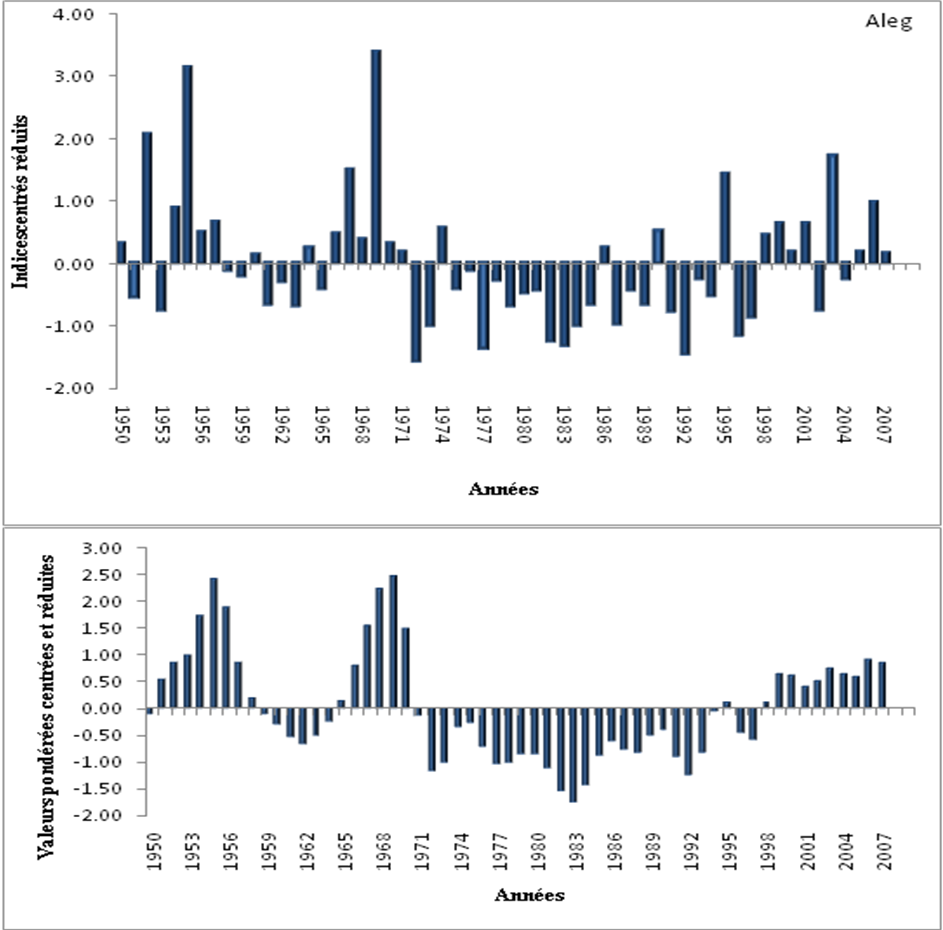 Aleg
Indicescentrés réduits
4.00
3.00
2.00
1.00
0.00
-1.00
-2.00
1950 1953 1956 1959 1962 1965 1968 1971 1974 1977 1980 1983 1986 1989 1992 1995 1998 2001 2004 2007
Années
Valeurspondérées centrées et réduites
3.00
2.50
2.00
1.50
1.00
0.50
0.00
-0.50
-1.00
-1.50
-2.00
1950 1953 1956 1959 1962 1965 1968 1971 1974 1977 1980 1983 1986 1989 1992 1995 1998 2001 2004 2007
Années